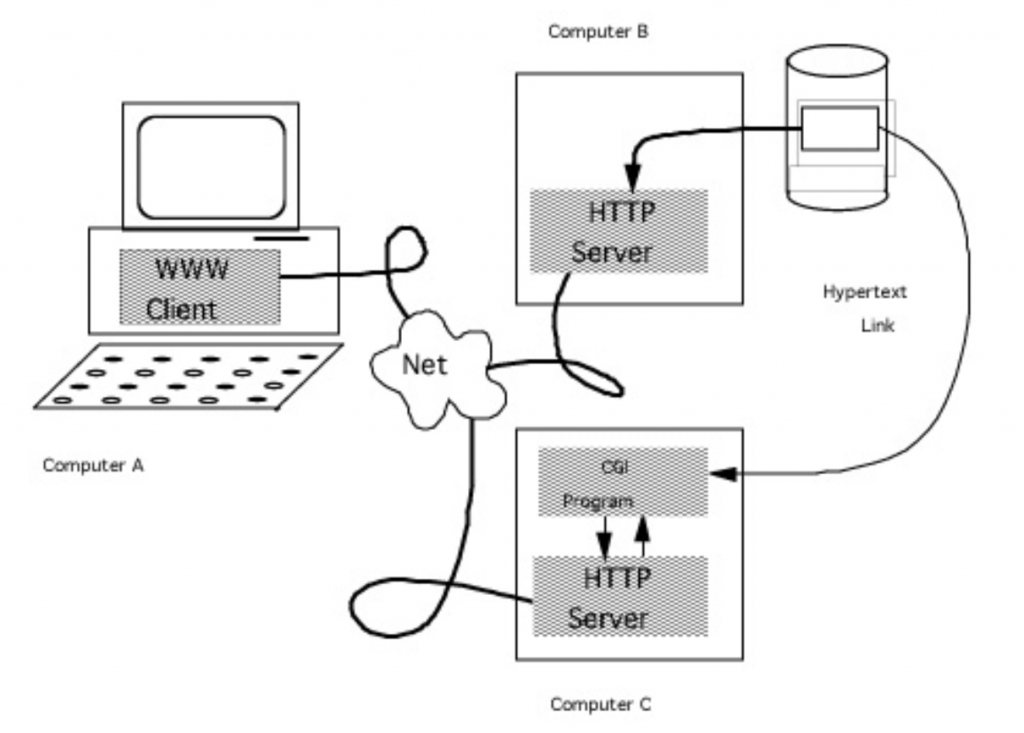 Computer B
HTTP
Server
WWW
Client
Hypertext
Link
Net
Computer A
CGI
Program
HTTP
Server
Computer C